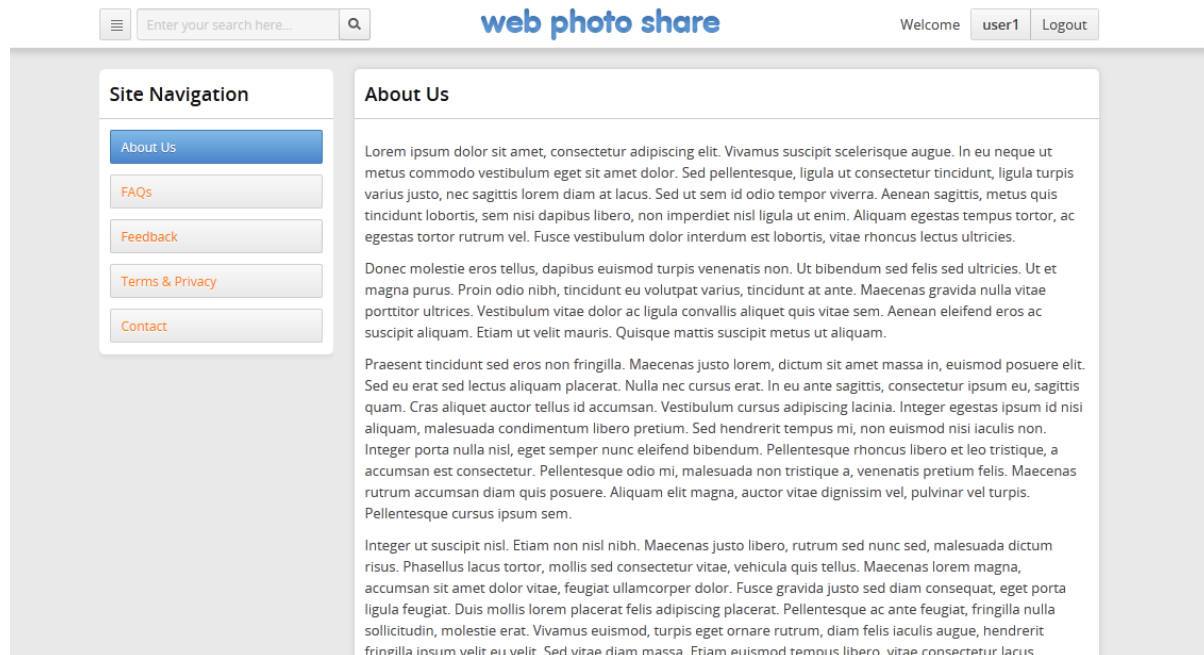 Enter your search here...
web photo share
Welcome user1 Logout
Site Navigation
About Us
FAQs
Feedback
Terms & Privacy
Contact
About Us
Lorem ipsum dolor sit amet, consectetur adipiscing elit. Vivamus suscipit scelerisque augue. In eu neque ut
metus commodo vestibulum eget sit amet dolor. Sed pellentesque, ligula ut consectetur tincidunt, ligula turpis
varius justo, nec sagittis lorem diam at lacus. Sed ut sem id odio tempor viverra. Aenean sagittis, metus quis
tincidunt lobortis, sem nisi dapibus libero, non imperdiet nisl ligula ut enim. Aliquam egestas tempus tortor, ac
egestas tortor rutrum vel. Fusce vestibulum dolor interdum est lobortis, vitae rhoncus lectus ultricies.
Donec molestie eros tellus, dapibus euismod turpis venenatis non. Ut bibendum sed felis sed ultricies. Ut et
magna purus. Proin odio nibh, tincidunt eu volutpat varius, tincidunt at ante. Maecenas gravida nulla vitae
porttitor ultrices. Vestibulum vitae dolor ac ligula convallis aliquet quis vitae sem. Aenean eleifend eros ac
suscipit aliquam. Etiam ut velit mauris. Quisque mattis suscipit metus ut aliquam.
Praesent tincidunt sed eros non fringilla. Maecenas justo lorem, dictum sit amet massa in, euismod posuere elit.
Sed eu erat sed lectus aliquam placerat. Nulla nec cursus erat. In eu ante sagittis, consectetur ipsum eu, sagittis
quam. Cras aliquet auctor tellus id accumsan. Vestibulum cursus adipiscing lacinia. Integer egestas ipsum id nisi
aliquam, malesuada condimentum libero pretium. Sed hendrerit tempus mi, non euismod nisi iaculis non.
Integer porta nulla nisl, eget semper nunc eleifend bibendum. Pellentesque rhoncus libero et leo tristique, a
accumsan est consectetur. Pellentesque odio mi, malesuada non tristique a, venenatis pretium felis. Maecenas
rutrum accumsan diam quis posuere. Aliquam elit magna, auctor vitae dignissim vel, pulvinar vel turpis.
Pellentesque cursus ipsum sem.
Integer ut suscipit nisl. Etiam non nisl nibh. Maecenas justo libero, rutrum sed nunc sed, malesuada dictum
risus. Phasellus lacus tortor, mollis sed consectetur vitae, vehicula quis tellus. Maecenas lorem magna,
accumsan sit amet dolor vitae, feugiat ullamcorper dolor. Fusce gravida justo sed diam consequat, eget porta
ligula feugiat. Duis mollis lorem placerat felis adipiscing placerat. Pellentesque ac ante feugiat, fringilla nulla
sollicitudin, molestie erat. Vivamus euismod, turpis eget ornare rutrum, diam felis iaculis augue, hendrerit
fringilla ipsum velit eu velit. Sed vitae diam massa. Etiam euismod tempus libero, vitae consectetur lacus